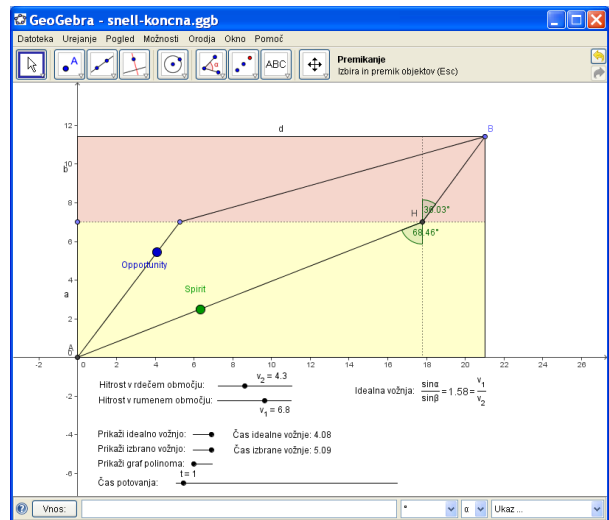 GeoGebra - snell-koncna.ggb
Datoteka Urejanje Pogled Možnosti Orodja Okno Pomoč
A
α
ABC
Premikanje
Izbira in premik objektov (Esc)
12
d
B
b
10
8
H
36.03°
68.46°
6
Opportunity
4
Spirit
a
2
A
0
-2 0 2 4 6 8 10 12 14 16 18 20 22 24 26
-2
-4
-6
v₂ = 4.3
Hitrost v rdečem območju:
Hitrost v rumenem območju:
v₁ = 6.8
Idealna vožnja: sinα/sinβ = 1.58 = v₁/v₂
Prikaži idealno vožnjo: Čas idealne vožnje: 4.08
Prikaži izbrano vožnjo: Čas izbrane vožnje: 5.09
Prikaži graf polinoma:
t = 1
Čas potovanja:
Vnos: ° α Ukaz ...